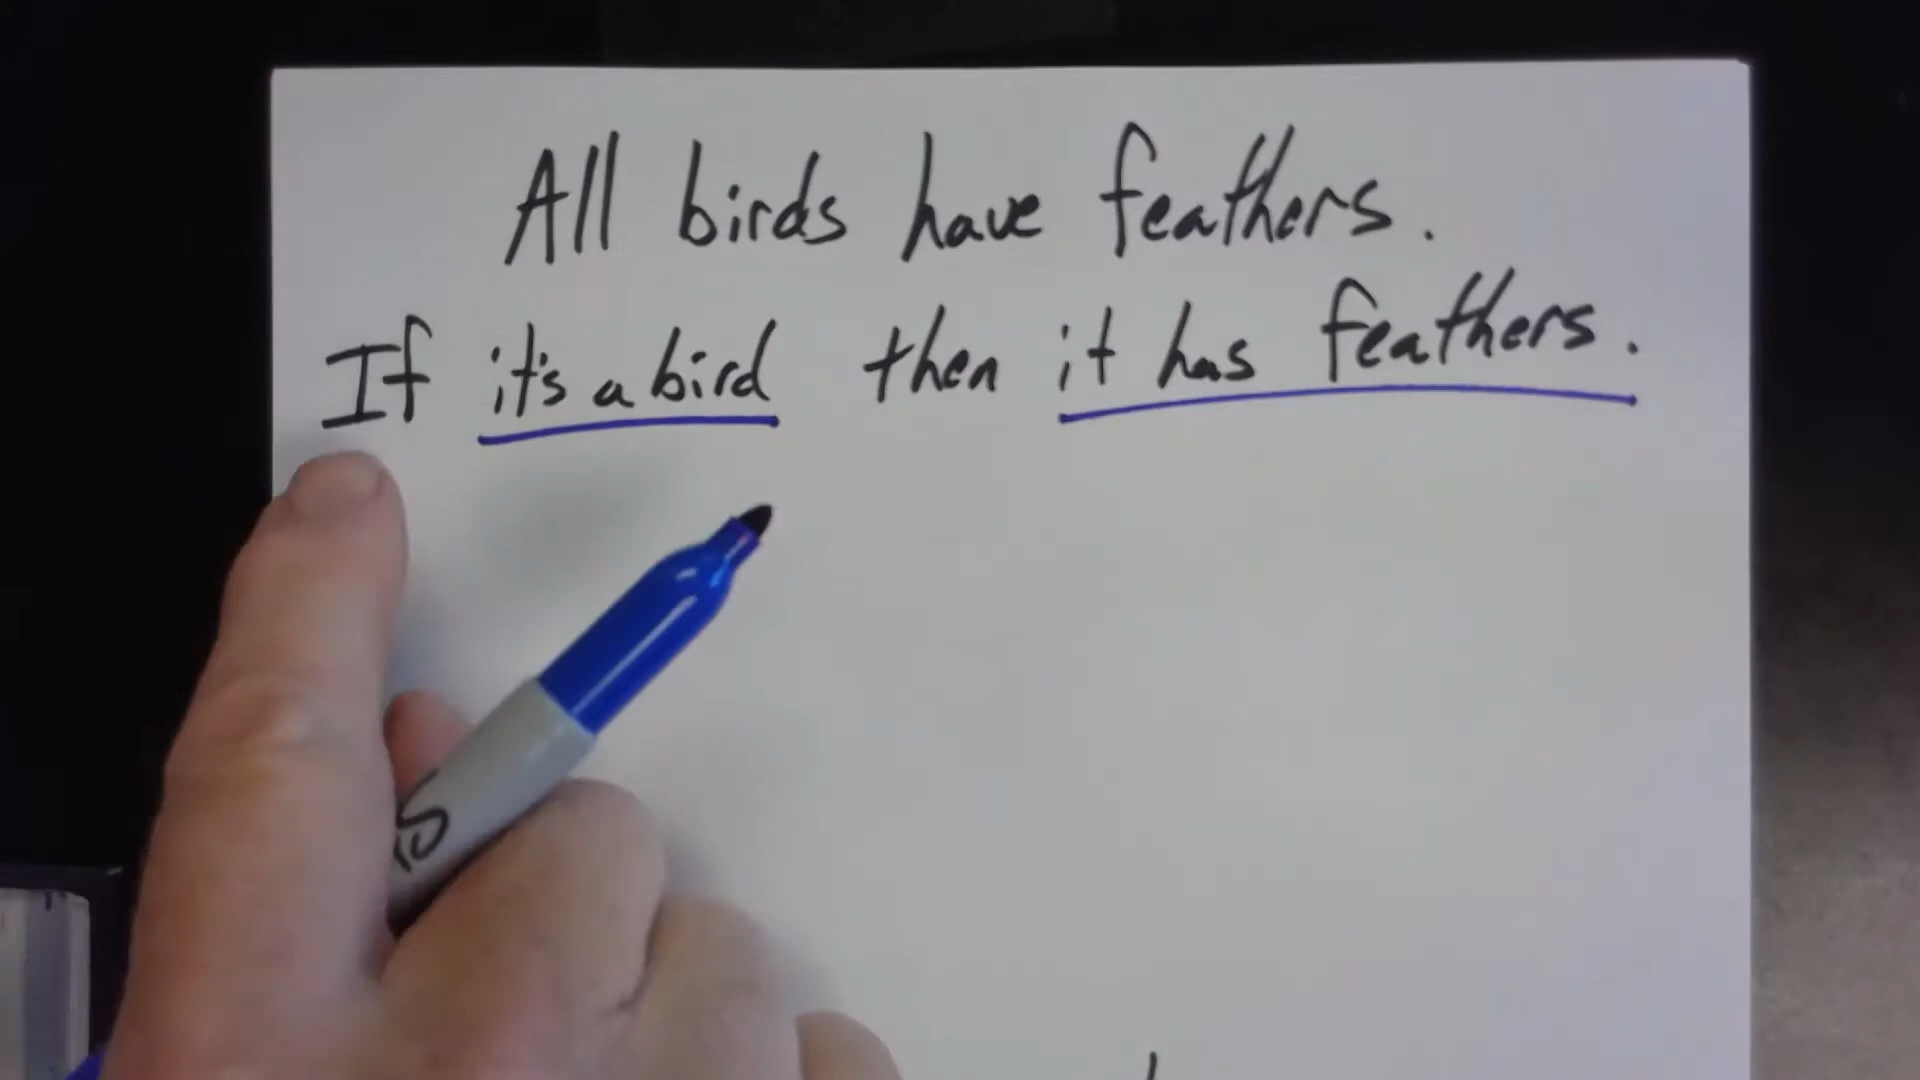 All birds have feathers.
If it's a bird then it has feathers.